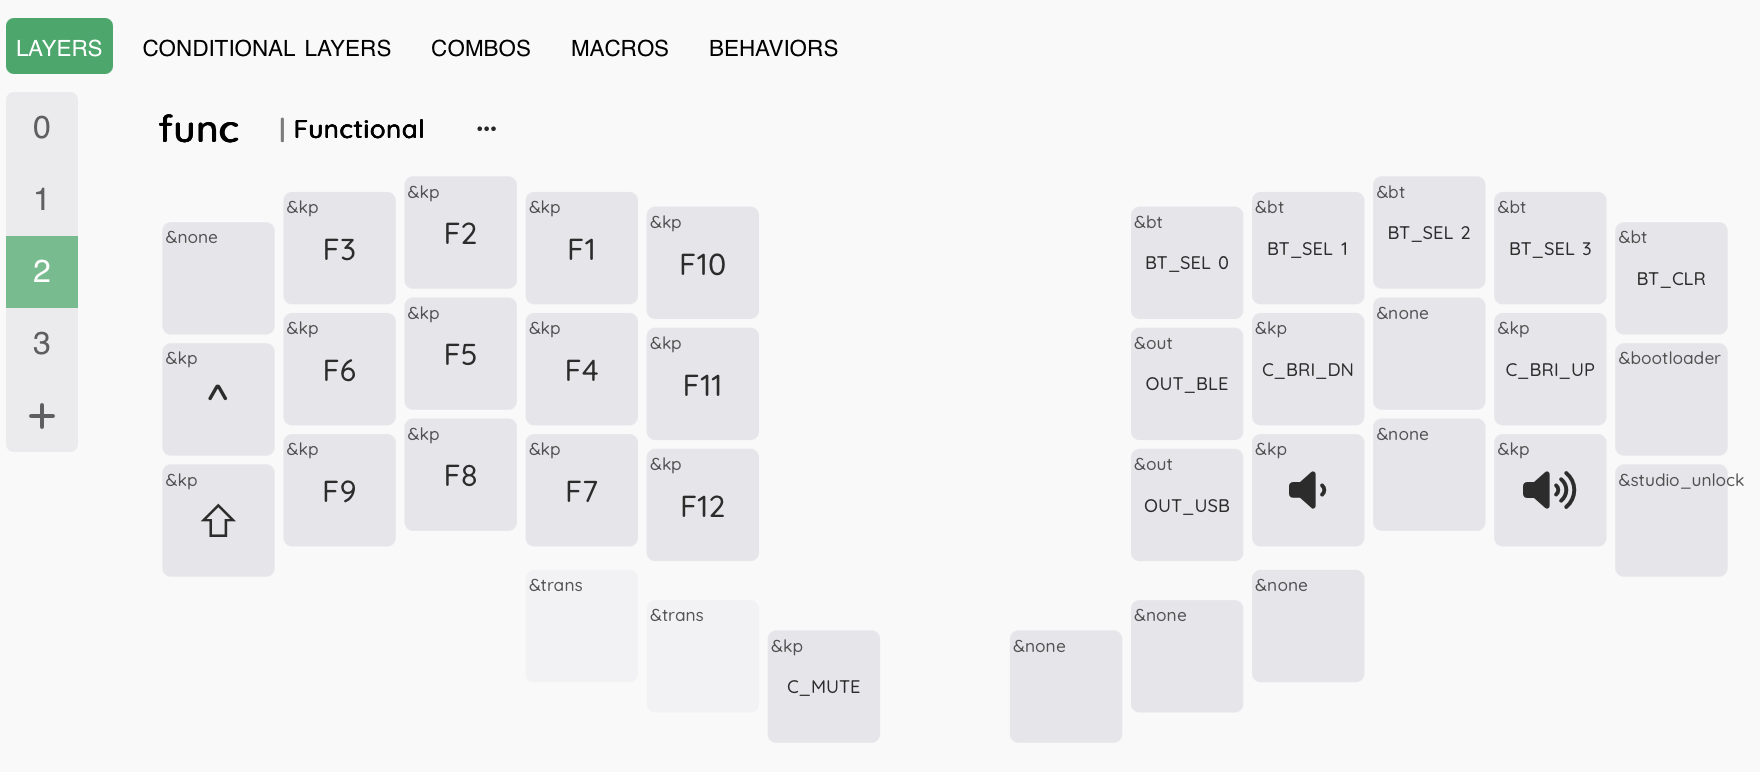 LAYERS CONDITIONAL LAYERS COMBOS MACROS BEHAVIORS
0
1
2
3
+
func | Functional ...
&none
&kp F3
&kp F2
&kp F1
&kp F10
&bt BT_SEL 0
&bt BT_SEL 1
&bt BT_SEL 2
&bt BT_SEL 3
&bt BT_CLR
&kp ^
&kp F6
&kp F5
&kp F4
&kp F11
&out OUT_BLE
&kp C_BRI_DN
&none
&kp C_BRI_UP
&bootloader
&kp
&kp F9
&kp F8
&kp F7
&kp F12
&out OUT_USB
&kp
&none
&kp
&studio_unlock
&trans
&trans
&kp C_MUTE
&none
&none
&none